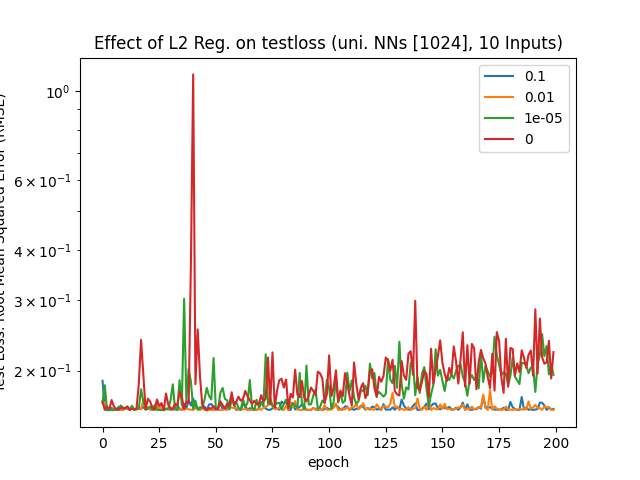 Effect of L2 Reg. on testloss (uni. NNs [1024], 10 Inputs)
Test Loss: Root Mean Squared Error (RMSE)
10⁰
6 × 10⁻¹
4 × 10⁻¹
3 × 10⁻¹
2 × 10⁻¹
0.1
0.01
1e-05
0
0 25 50 75 100 125 150 175 200
epoch